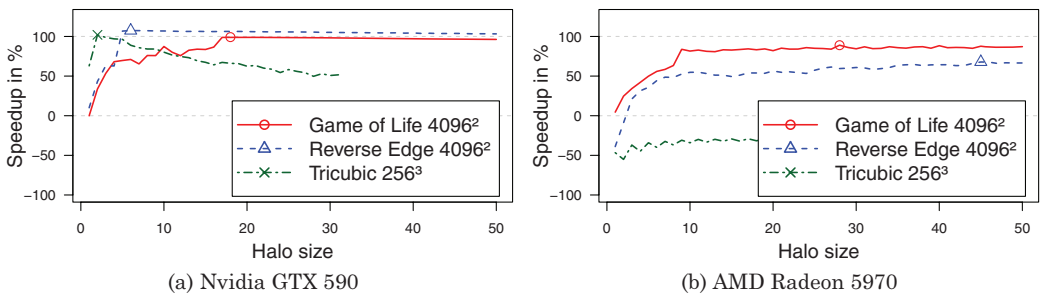 Speedup in %
100
50
0
−50
−100
0
10
20
30
40
50
Halo size
Game of Life 4096²
Reverse Edge 4096²
Tricubic 256³
(a) Nvidia GTX 590
Speedup in %
100
50
0
−50
−100
0
10
20
30
40
50
Halo size
Game of Life 4096²
Reverse Edge 4096²
Tricubic 256³
(b) AMD Radeon 5970